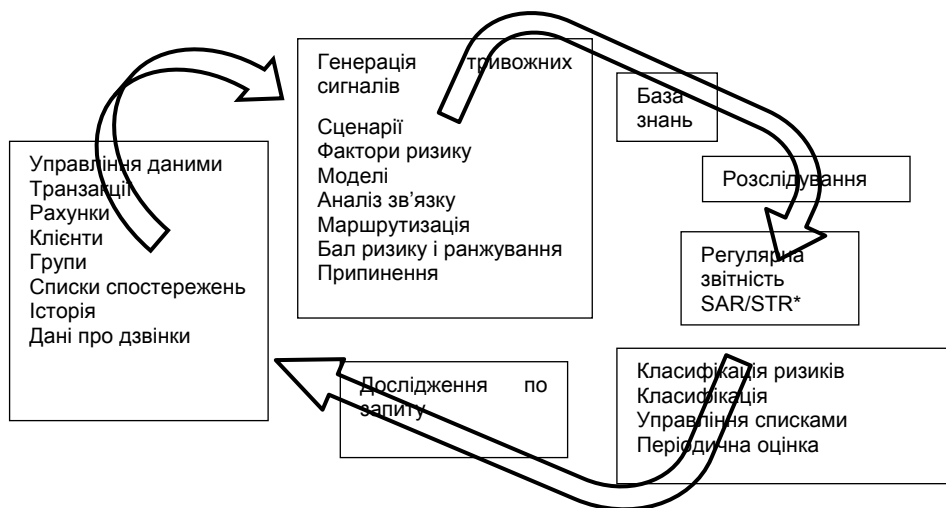 Генерація тривожних
сигналів
Сценарії
Фактори ризику
Моделі
Аналіз зв’язку
Маршрутизація
Бал ризику і ранжування
Припинення
База
знань
Розслідування
Управління даними
Транзакції
Рахунки
Клієнти
Групи
Списки спостережень
Історія
Дані про дзвінки
Регулярна
звітність
SAR/STR*
Дослідження по
запиту
Класифікація ризиків
Класифікація
Управління списками
Періодична оцінка